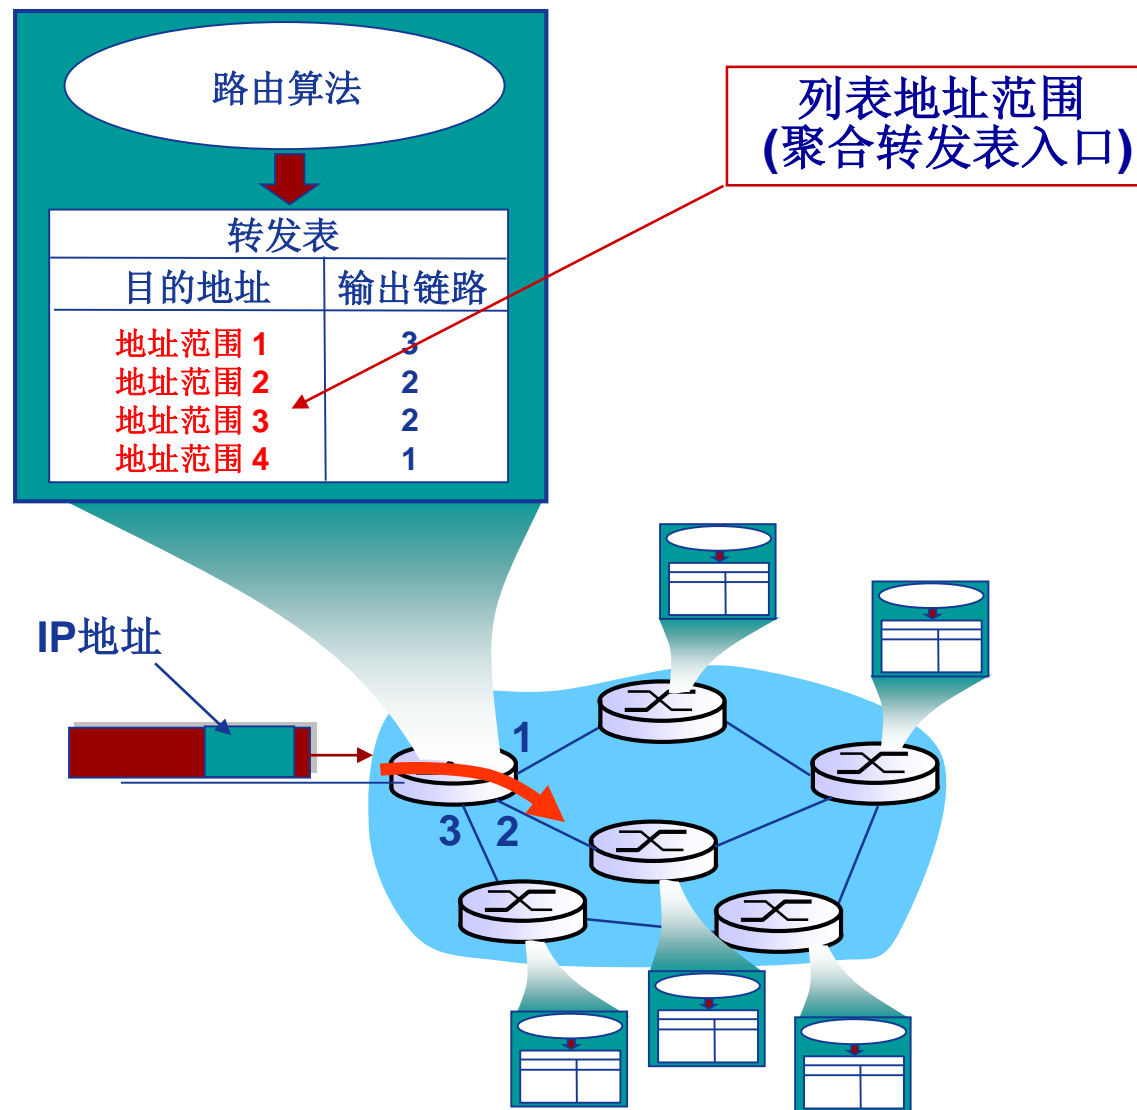 路由算法
列表地址范围
(聚合转发表入口)
转发表
目的地址 输出链路
地址范围 1 3
地址范围 2 2
地址范围 3 2
地址范围 4 1
IP地址
1
3 2